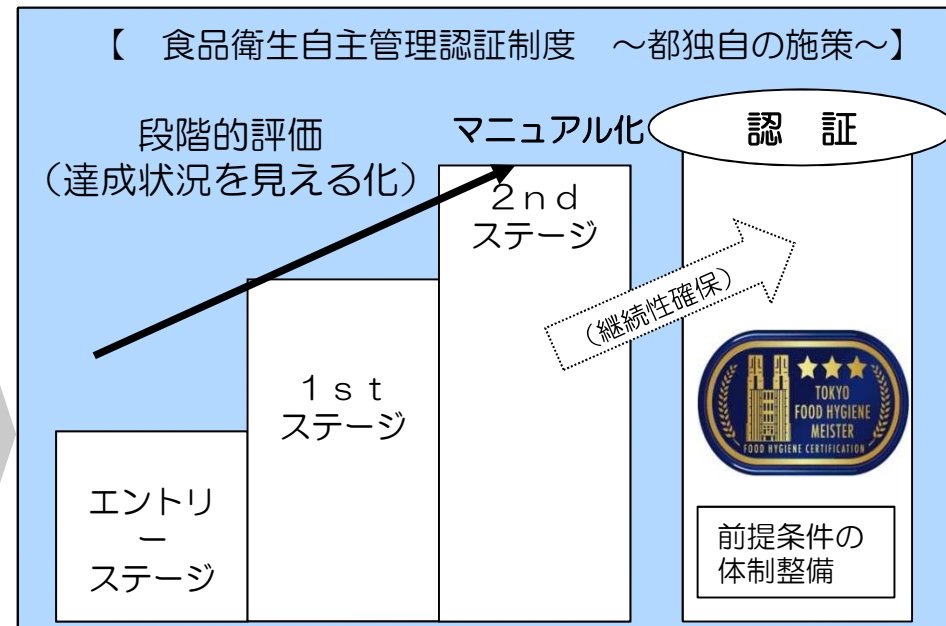 【　食品衛生自主管理認証制度　～都独自の施策～】
段階的評価
（達成状況を見える化）
マニュアル化
認　証
２ｎｄ
ステージ
（継続性確保）
１ｓｔ
ステージ
エントリ
ー
ステージ
TOKYO
FOOD HYGIENE
MEISTER
FOOD HYGIENE CERTIFICATION
前提条件の
体制整備